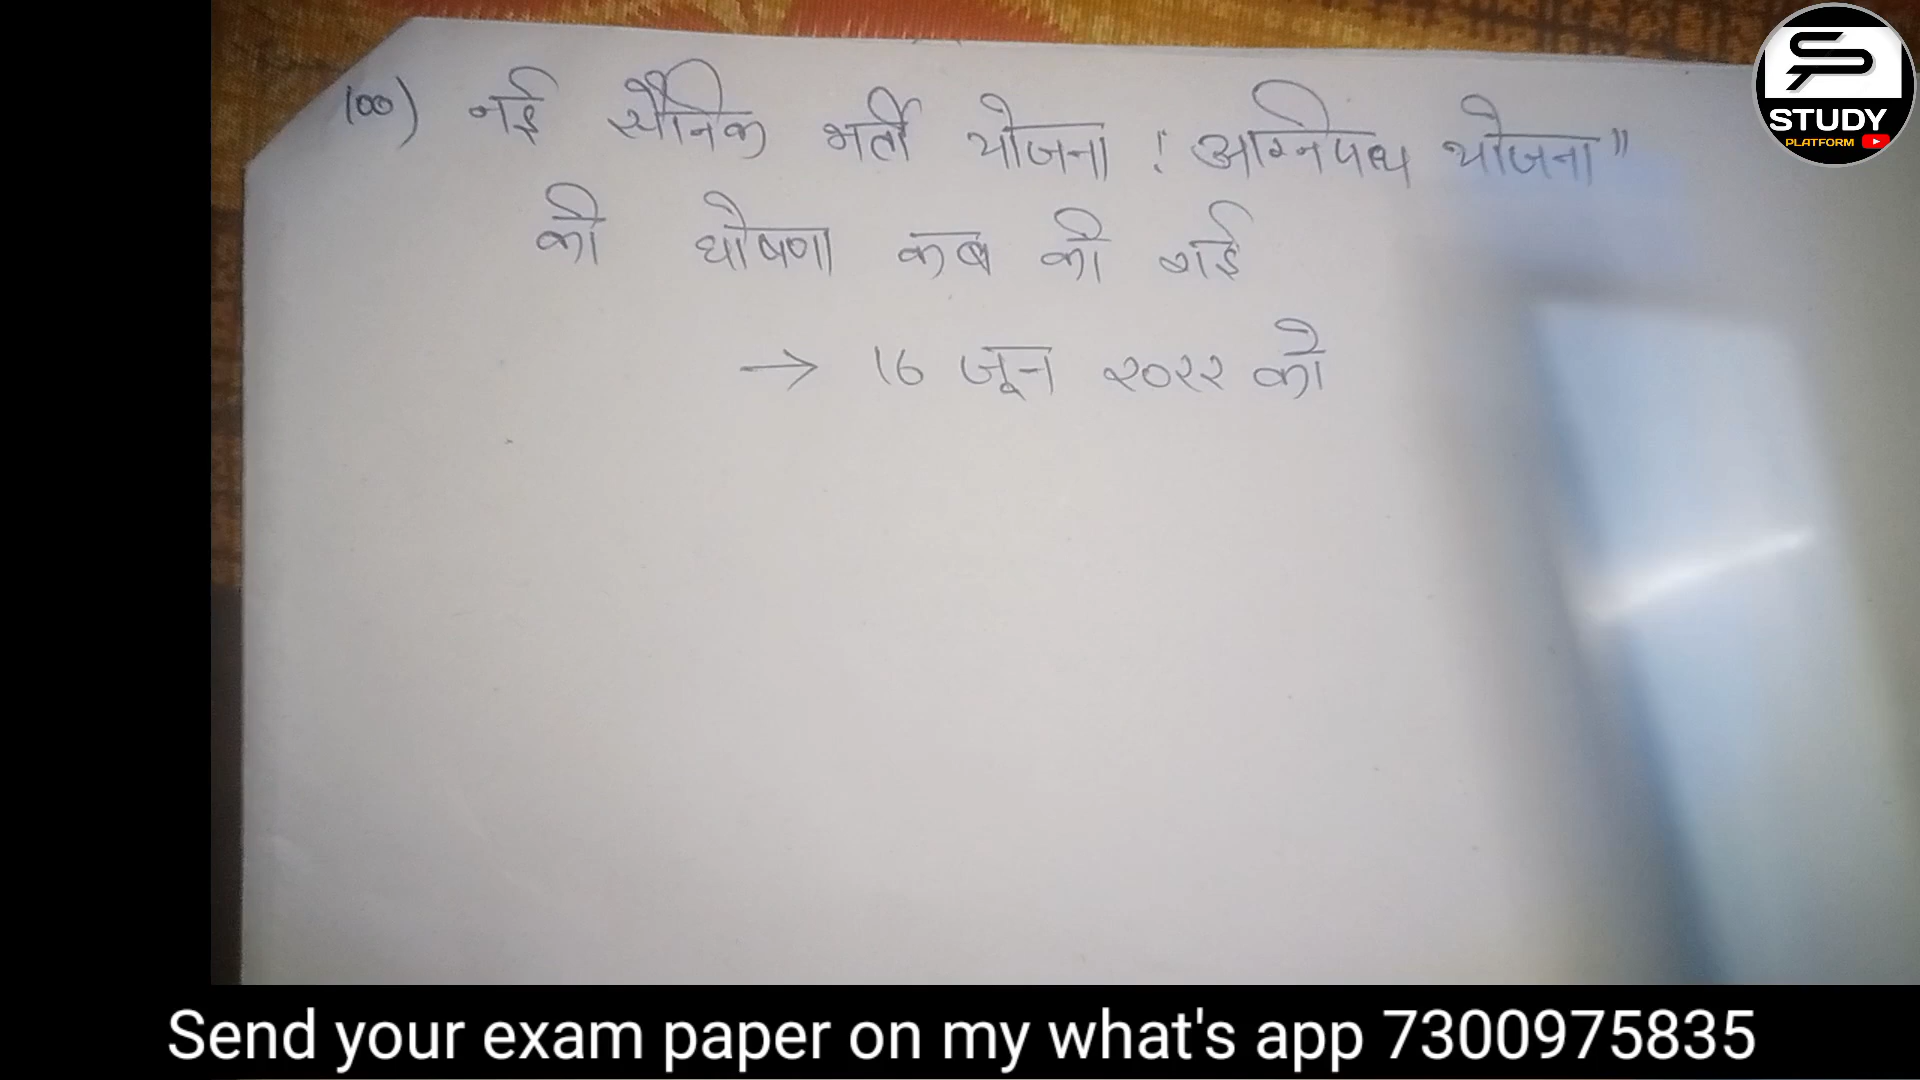 100) नई सैनिक भर्ती योजना "अग्निपथ योजना"
की घोषणा कब की गई
→ 16 जून २०२२ को
STUDY
PLATFORM
Send your exam paper on my what's app 7300975835